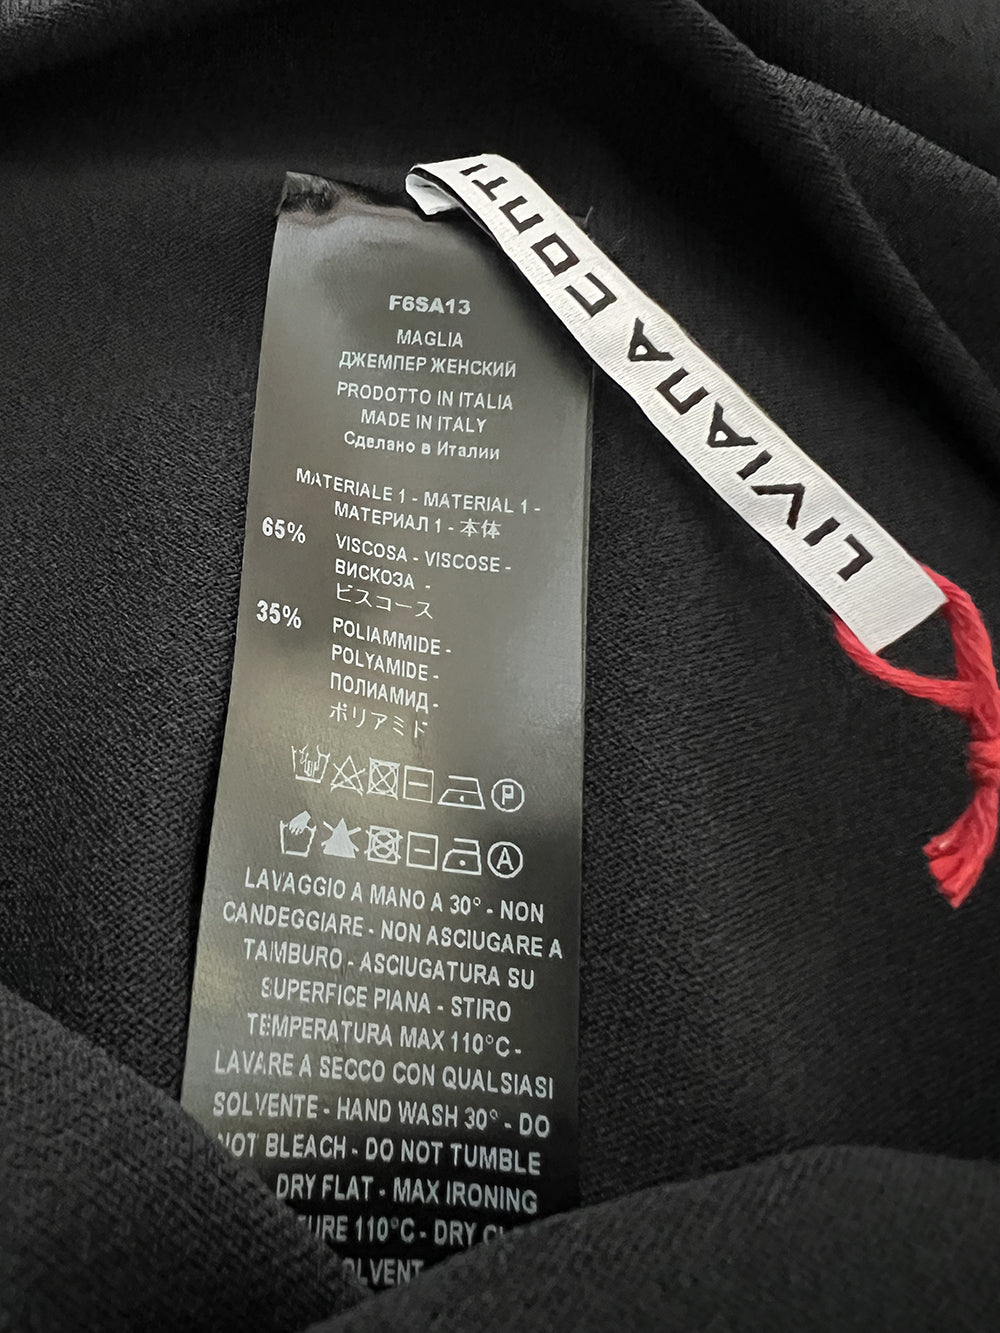 LIVIANA CONTI
F6SA13
MAGLIA
ДЖЕМПЕР ЖЕНСКИЙ
PRODOTTO IN ITALIA
MADE IN ITALY
Сделано в Италии
MATERIALE 1 - MATERIAL 1 -
МАТЕРИАЛ 1 - 本体
65% VISCOSA - VISCOSE -
ВИСКОЗА -
ビスコース
35% POLIAMMIDE -
POLYAMIDE -
ПОЛИАМИД -
ポリアミド
P
A
LAVAGGIO A MANO A 30° - NON
CANDEGGIARE - NON ASCIUGARE A
TAMBURO - ASCIUGATURA SU
SUPERFICE PIANA - STIRO
TEMPERATURA MAX 110°C -
LAVARE A SECCO CON QUALSIASI
SOLVENTE - HAND WASH 30° - DO
NOT BLEACH - DO NOT TUMBLE
DRY FLAT - MAX IRONING
110°C - DRY